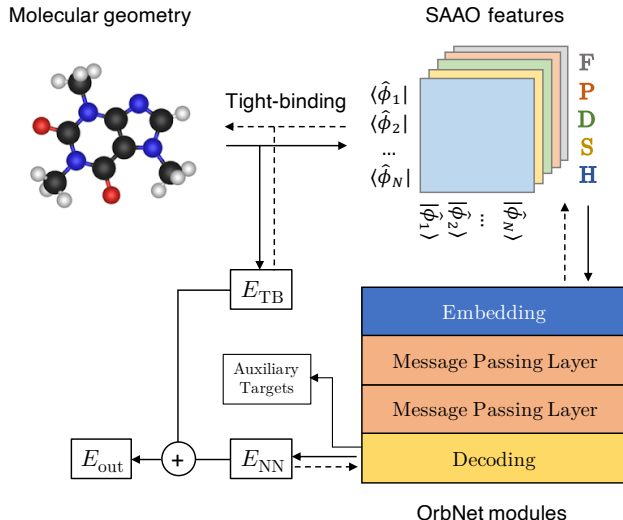 Molecular geometry
SAAO features
Tight-binding
⟨ϕ̂₁|
⟨ϕ̂₂|
...
⟨ϕ̂_N|
F
P
D
S
H
|ϕ̂₁⟩
|ϕ̂₂⟩
...
|ϕ̂_N⟩
E_TB
Embedding
Message Passing Layer
Auxiliary
Targets
Message Passing Layer
E_out
+
E_NN
Decoding
OrbNet modules